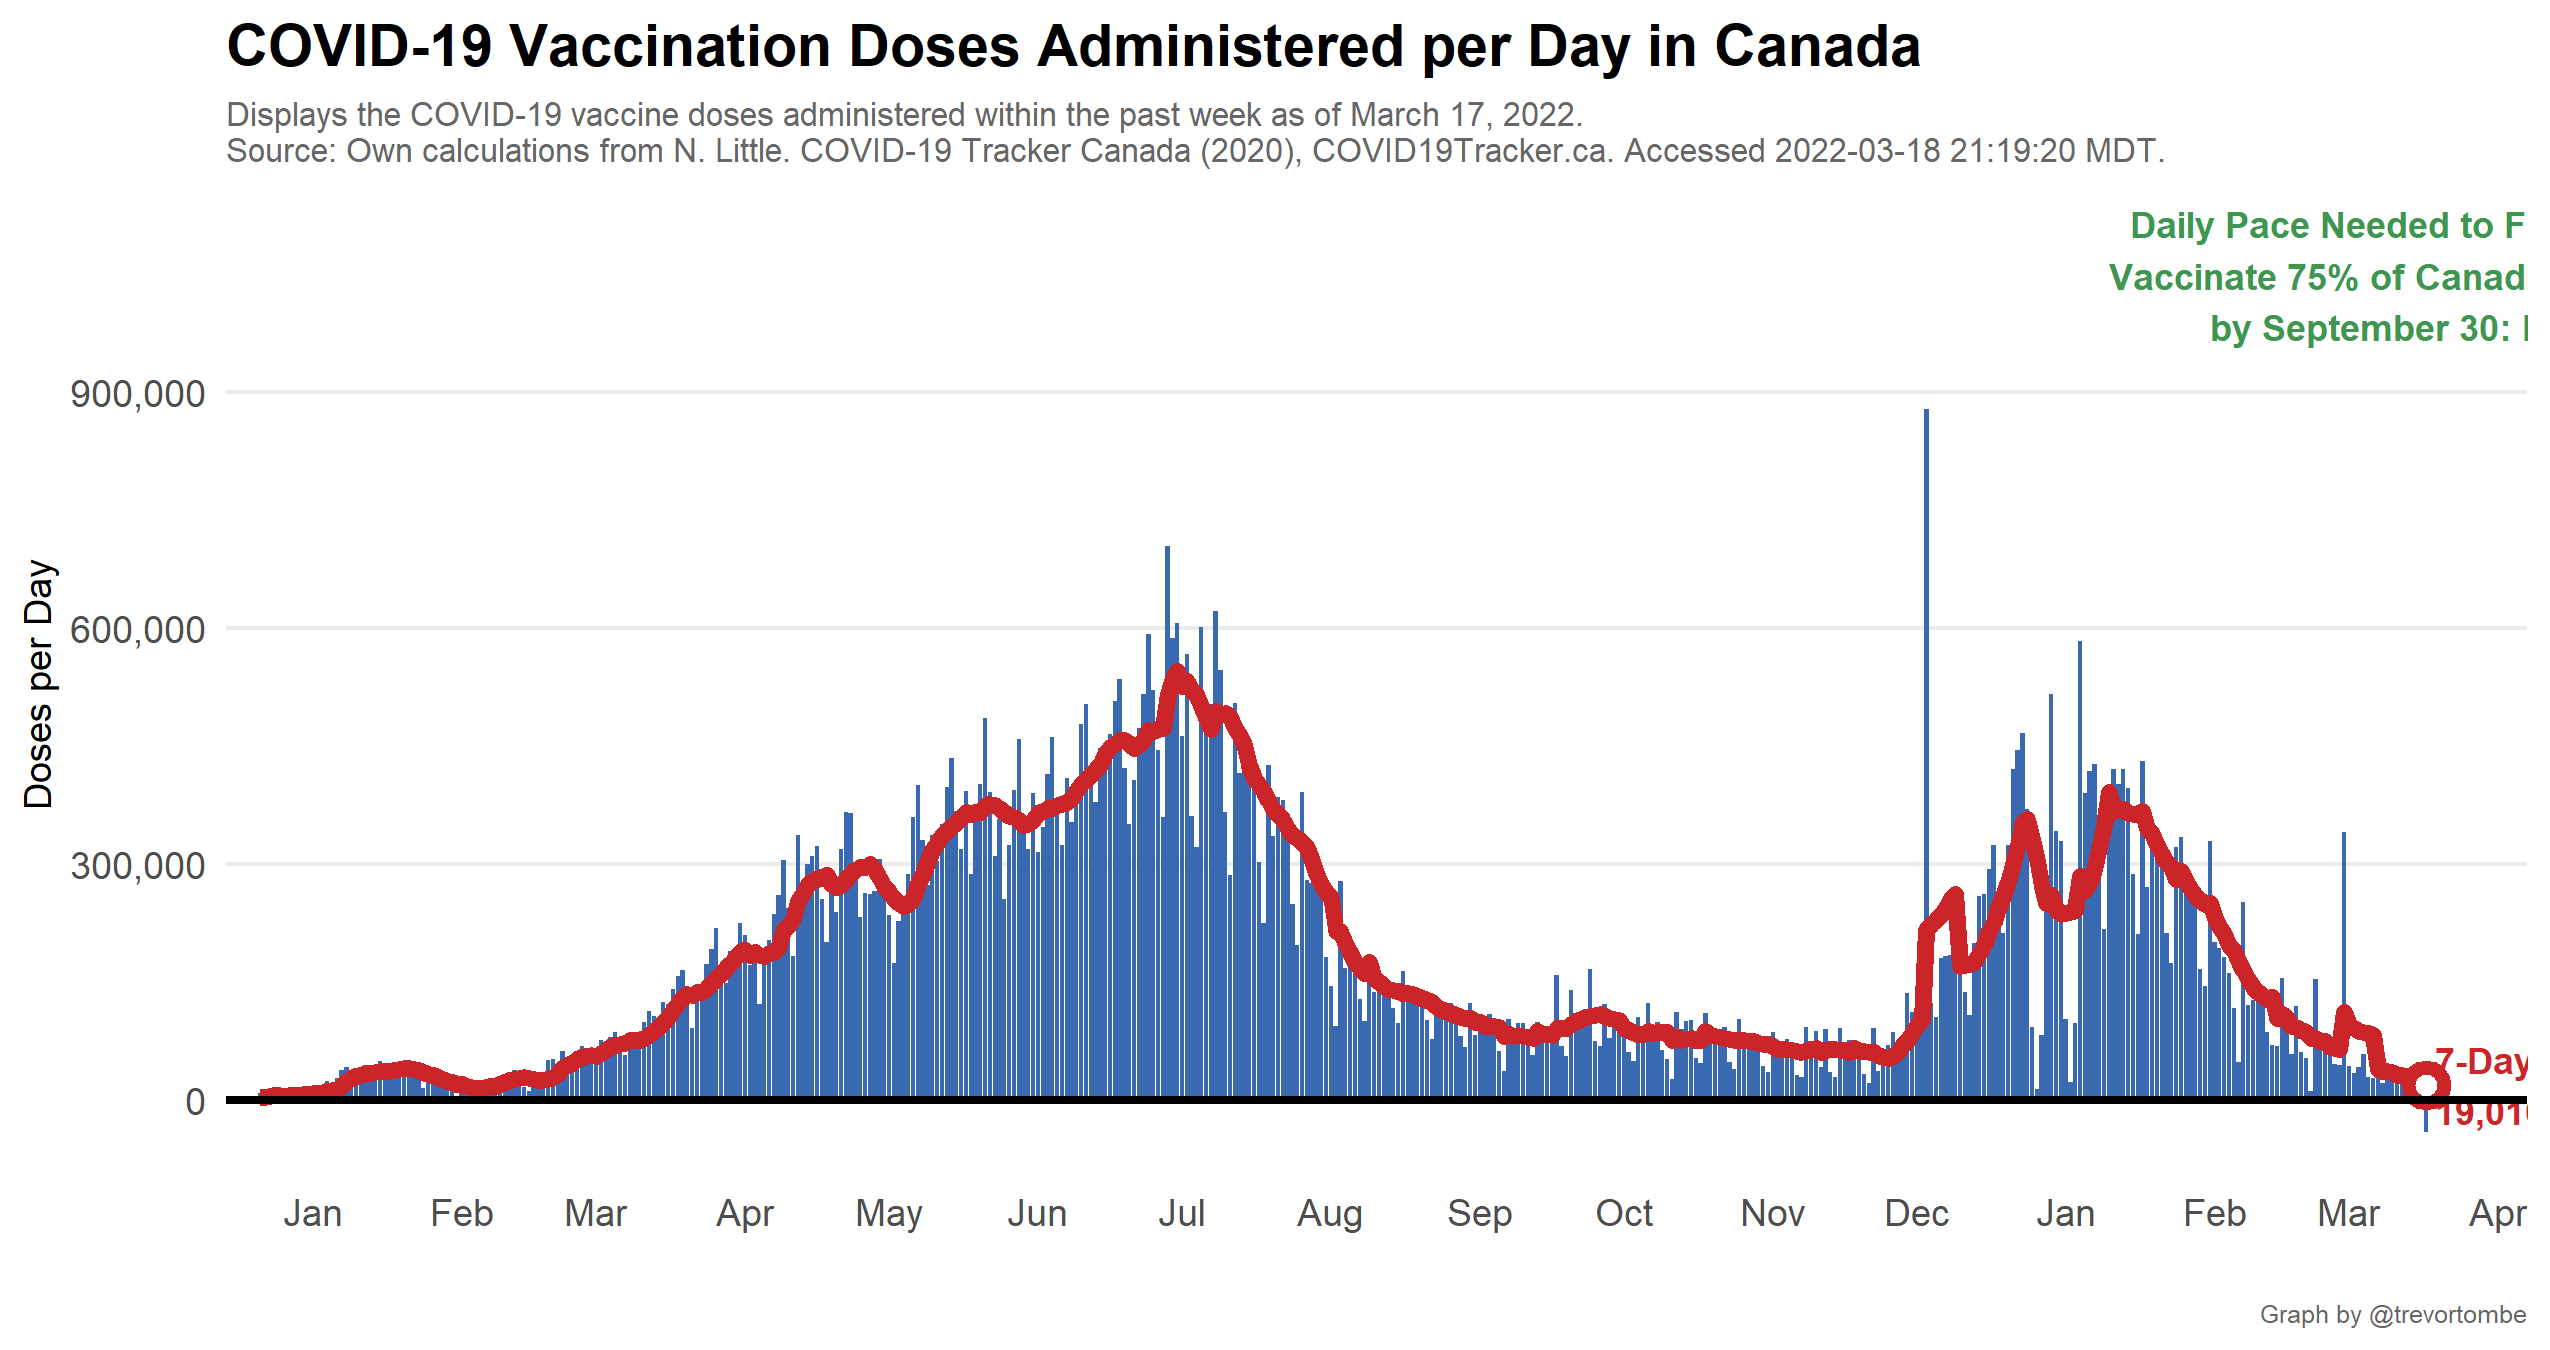 COVID-19 Vaccination Doses Administered per Day in Canada
Displays the COVID-19 vaccine doses administered within the past week as of March 17, 2022.
Source: Own calculations from N. Little. COVID-19 Tracker Canada (2020), COVID19Tracker.ca. Accessed 2022-03-18 21:19:20 MDT.
Daily Pace Needed to F
Vaccinate 75% of Canad
by September 30:
900,000
600,000
300,000
0
Doses per Day
7-Day
19,01
Jan Feb Mar Apr May Jun Jul Aug Sep Oct Nov Dec Jan Feb Mar Apr
Graph by @trevortombe